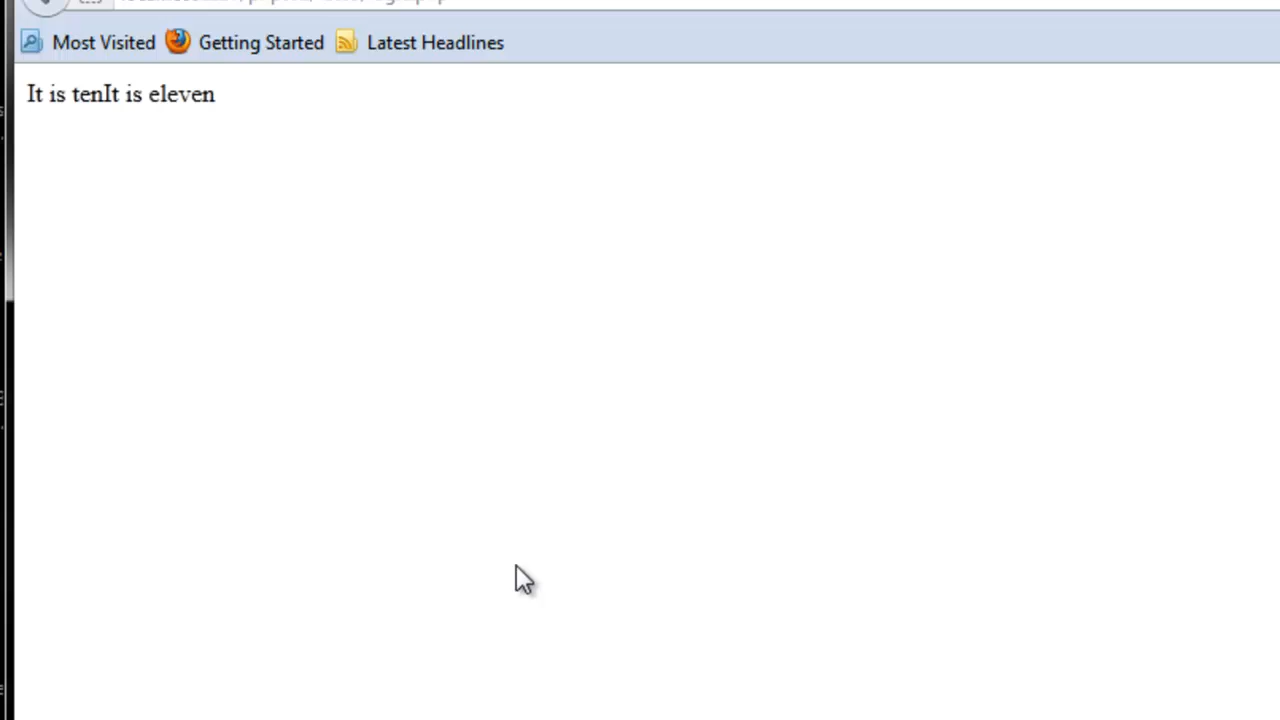 Most Visited Getting Started Latest Headlines
It is tenIt is eleven